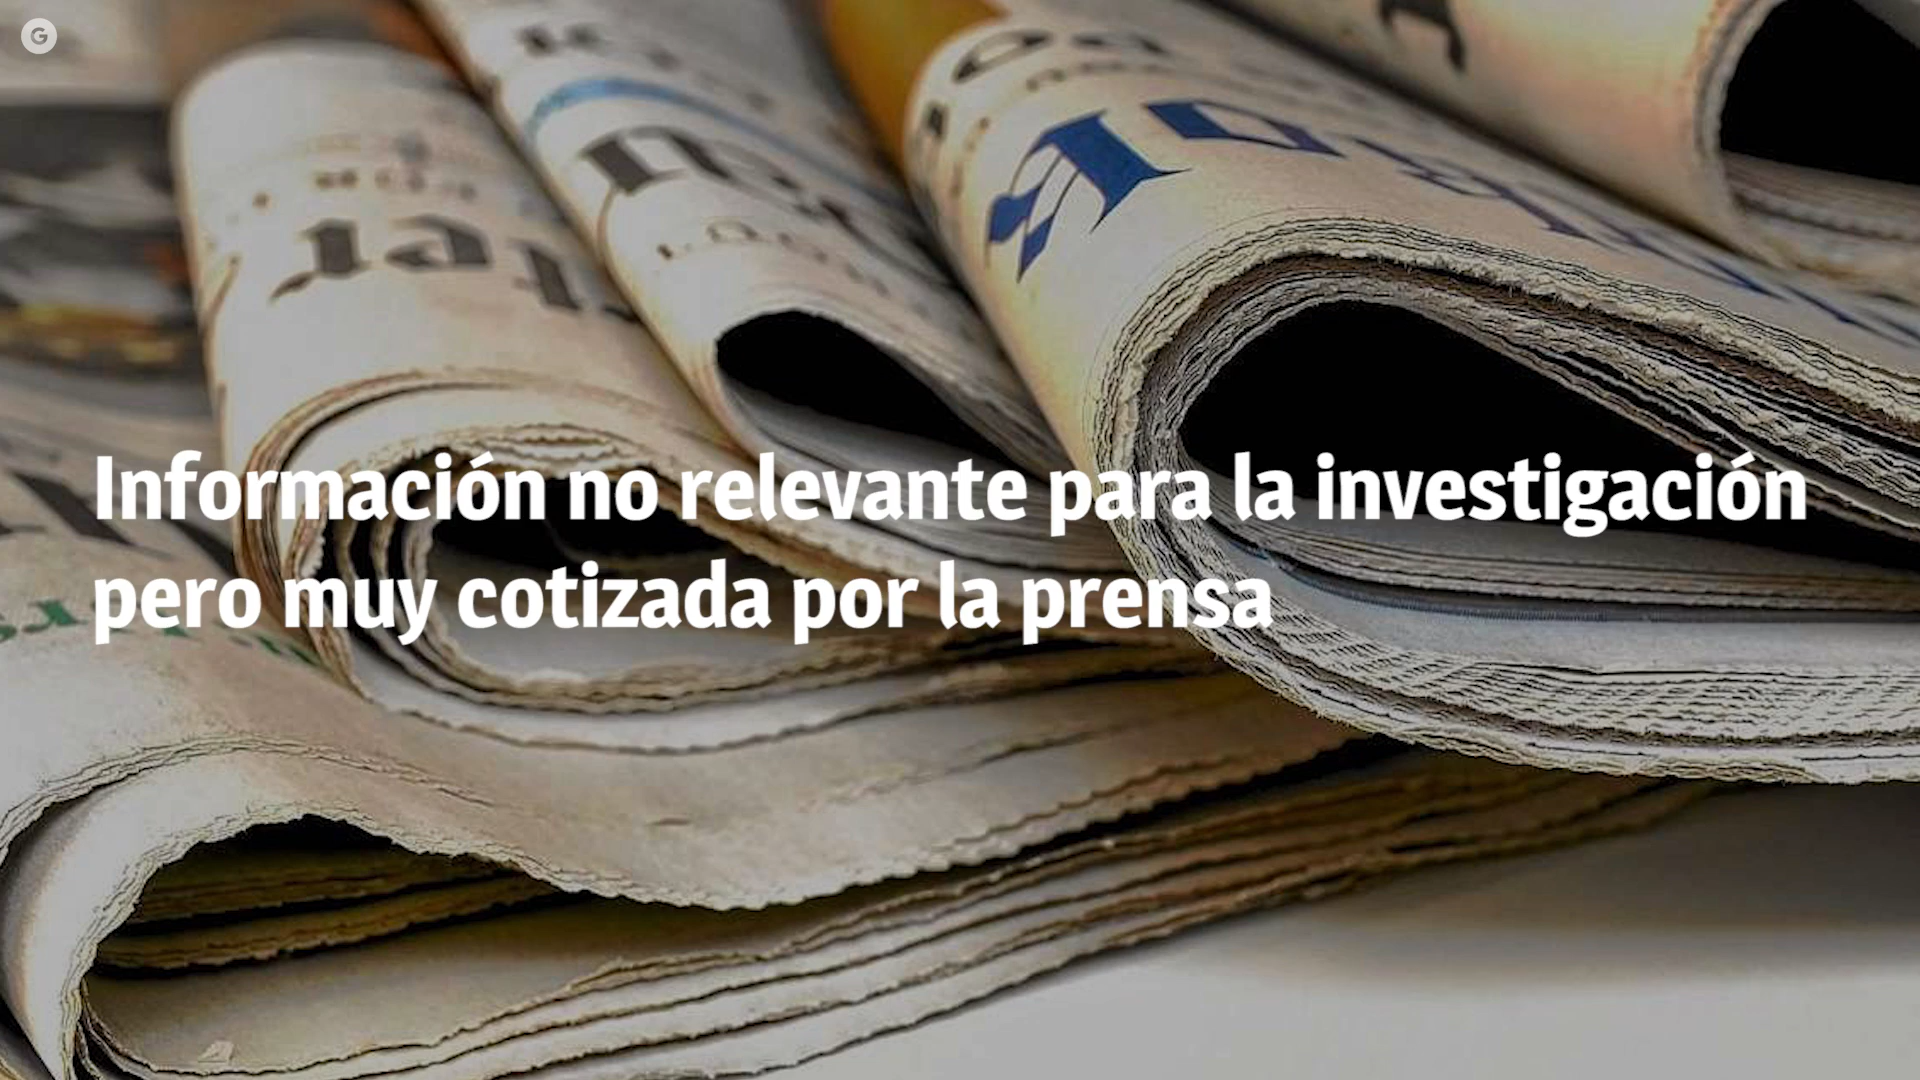 Información no relevante para la investigación
pero muy cotizada por la prensa